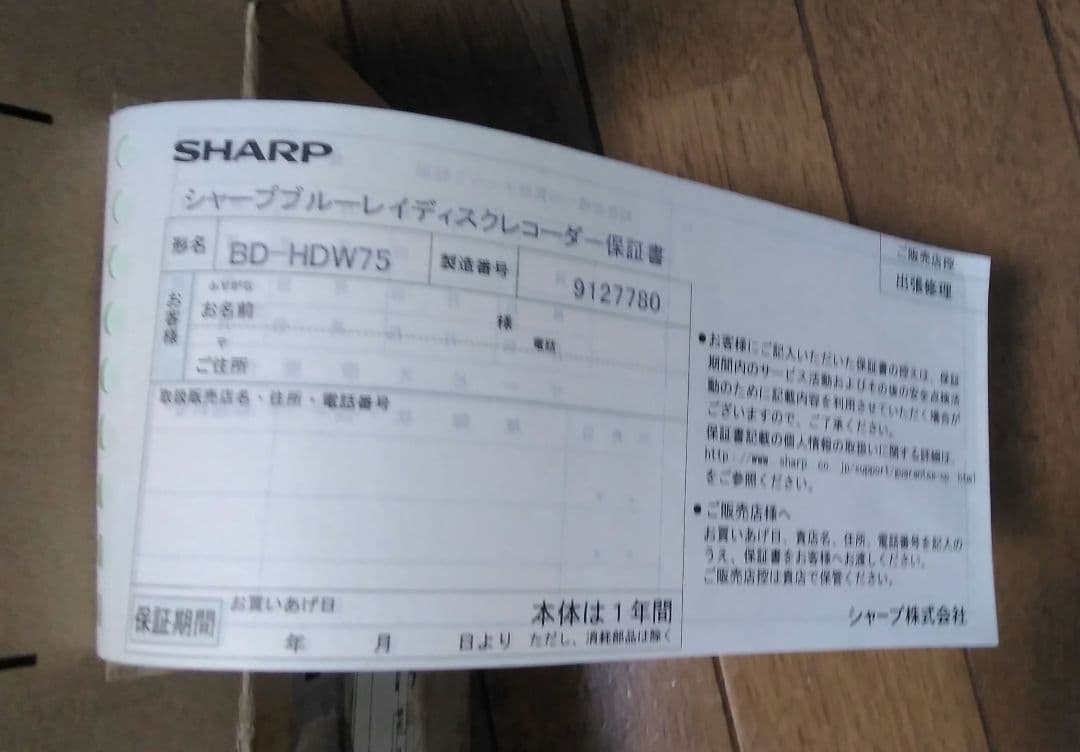 SHARP
シャープブルーレイディスクレコーダー保証書
形名 BD-HDW75 製造番号 9127780
お客様
ふりがな
お名前 様
〒 電話
ご住所
取扱販売店名・住所・電話番号
保証期間
お買いあげ日
年 月 日より
本体は1年間
ただし、消耗部品は除く
ご販売店控
出張修理
●お客様にご記入いただいた保証書の控えは、保証
期間内のサービス活動およびその後の安全点検活
動のために記載内容を利用させていただく場合が
ございますので、ご了承ください。
保証書記載の個人情報の取扱いに関する詳細は、
http://www sharp co jp/support/guarantee-cp html
をご参照ください。
●ご販売店様へ
お買いあげ日、貴店名、住所、電話番号を記入の
うえ、保証書をお客様へお渡しください。
ご販売店控は貴店で保管ください。
シャープ株式会社